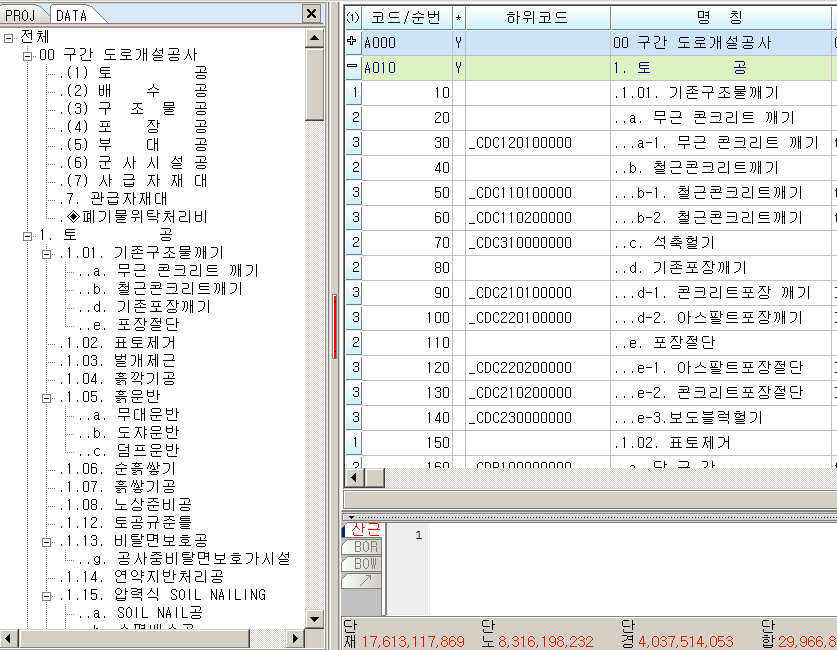 PROJ DATA
전체
00 구간 도로개설공사
.(1) 토 공
.(2) 배 수 공
.(3) 구 조 물 공
.(4) 포 장 공
.(5) 부 대 공
.(6) 군 사 시 설 공
.(7) 사 급 자 재 대
.7. 관급자재대
.◈폐기물위탁처리비
1. 토 공
.1.01. 기존구조물깨기
..a. 무근 콘크리트 깨기
..b. 철근콘크리트깨기
..d. 기존포장깨기
..e. 포장절단
.1.02. 표토제거
.1.03. 벌개제근
.1.04. 흙깍기공
.1.05. 흙운반
..a. 무대운반
..b. 도쟈운반
..c. 덤프운반
.1.06. 순흙쌓기
.1.07. 흙쌓기공
.1.08. 노상준비공
.1.12. 토공규준틀
.1.13. 비탈면보호공
..g. 공사중비탈면보호가시설
.1.14. 연약지반처리공
.1.15. 압력식 SOIL NAILING
..a. SOIL NAIL공
(1) 코드/순번 * 하위코드 명 칭
A000 Y 00 구간 도로개설공사
A010 Y 1. 토 공
1 10 .1.01. 기존구조물깨기
2 20 ..a. 무근 콘크리트 깨기
3 30 _CDC120100000 ...a-1. 무근 콘크리트 깨기
2 40 ..b. 철근콘크리트깨기
3 50 _CDC110100000 ...b-1. 철근콘크리트깨기
3 60 _CDC110200000 ...b-2. 철근콘크리트깨기
2 70 _CDC310000000 ..c. 석축헐기
2 80 ..d. 기존포장깨기
3 90 _CDC210100000 ...d-1. 콘크리트포장 깨기
3 100 _CDC220100000 ...d-2. 아스팔트포장깨기
2 110 ..e. 포장절단
3 120 _CDC220200000 ...e-1. 아스팔트포장절단
3 130 _CDC210200000 ...e-2. 콘크리트포장절단
3 140 _CDC230000000 ...e-3.보도블럭헐기
1 150 .1.02. 표토제거
산근 1
BOR
BOW
단 단 단 단
재 17,613,117,869 노 8,316,198,232 경 4,037,514,053 합 29,966,8